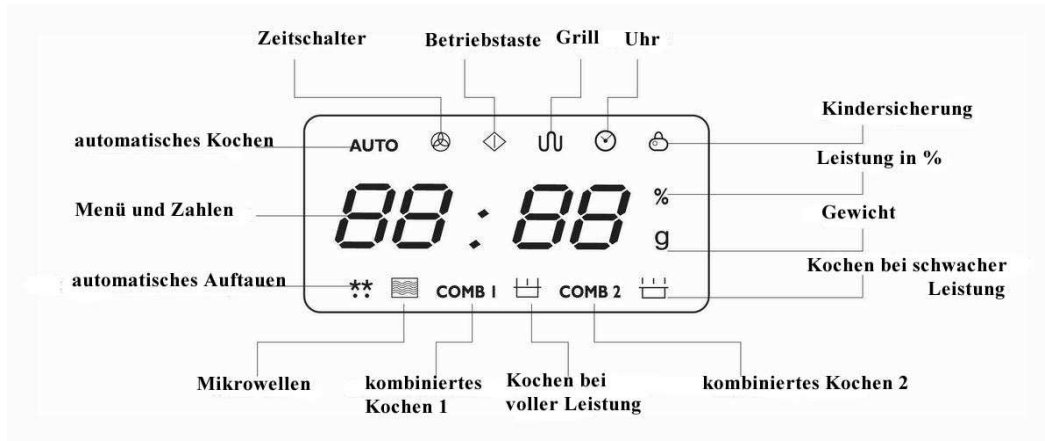 Zeitschalter
Betriebstaste
Grill
Uhr
Kindersicherung
automatisches Kochen
AUTO
Leistung in %
Menü und Zahlen
88:88
%
Gewicht
g
automatisches Auftauen
Kochen bei schwacher
Leistung
**
COMB 1
COMB 2
Mikrowellen
kombiniertes
Kochen 1
Kochen bei
voller Leistung
kombiniertes Kochen 2